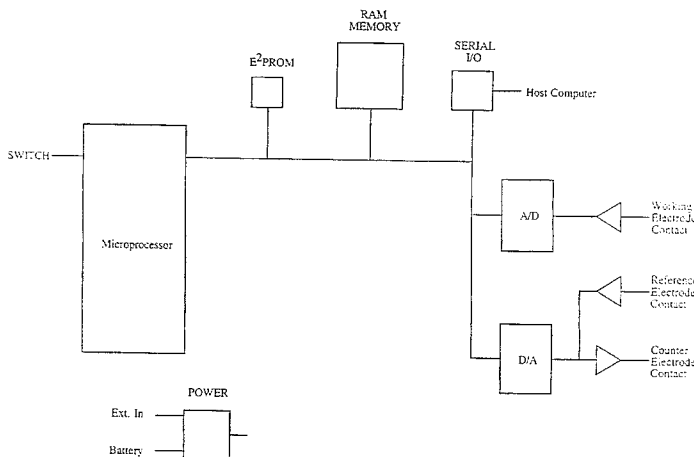 RAM
MEMORY
SERIAL
I/O
E²PROM
Host Computer
SWITCH
Microprocessor
A/D
Working
Electrode
Contact
Reference
Electrode
Contact
D/A
Counter
Electrode
Contact
POWER
Ext. In
Battery